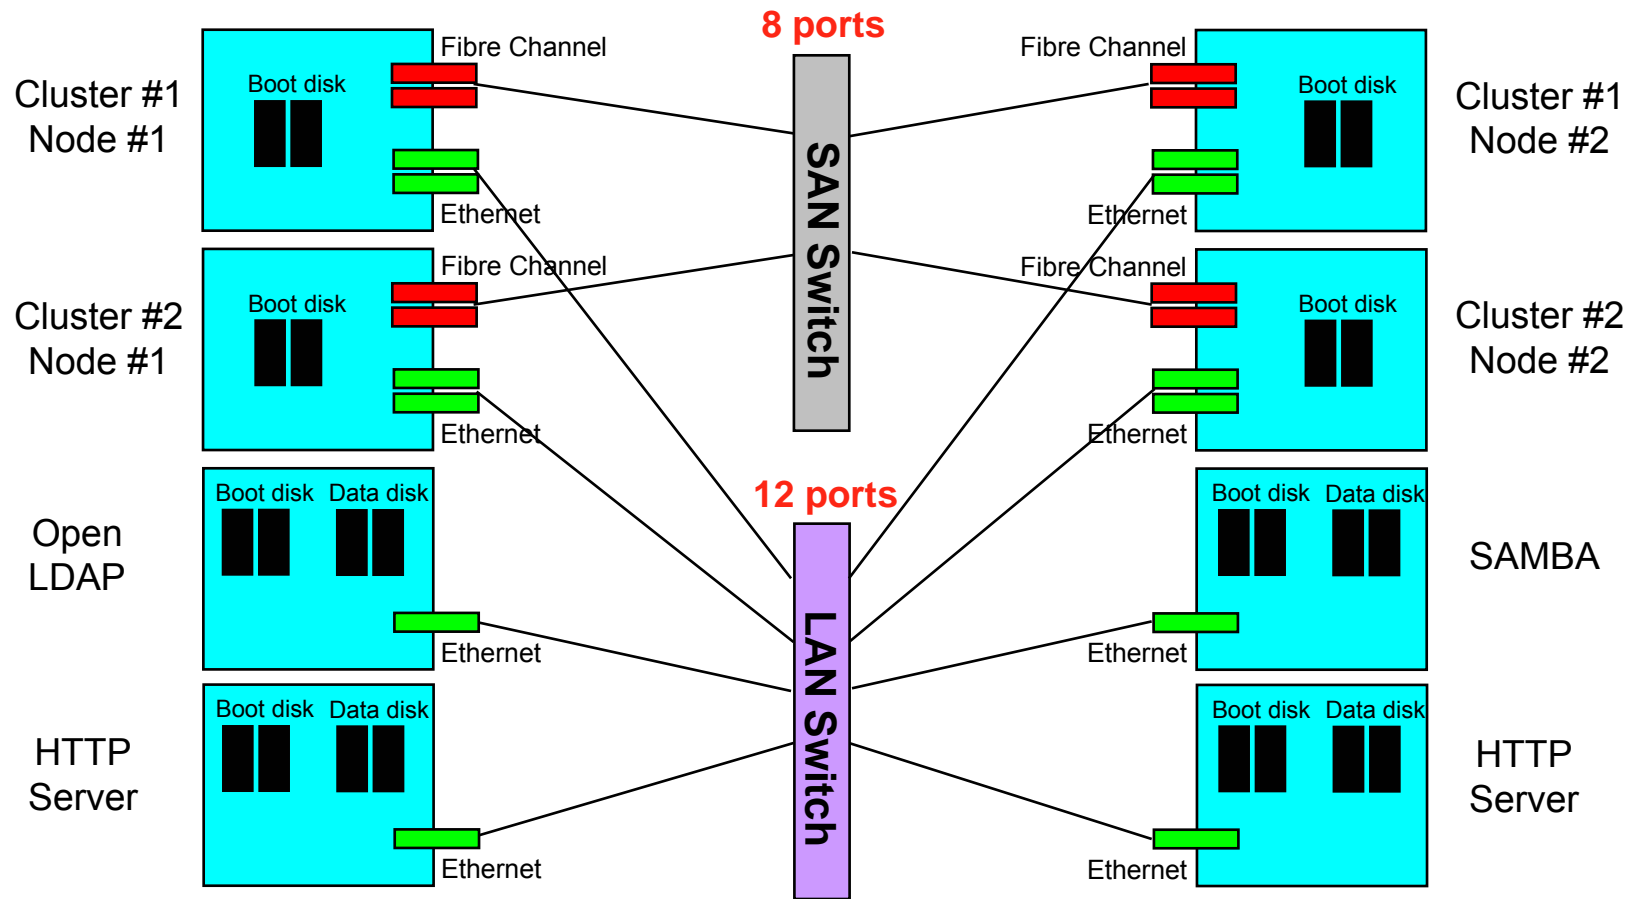 8 ports
Cluster #1
Node #1
Boot disk
Fibre Channel
Ethernet
Fibre Channel
Boot disk
Ethernet
Cluster #1
Node #2
SAN Switch
Cluster #2
Node #1
Boot disk
Fibre Channel
Ethernet
Fibre Channel
Boot disk
Ethernet
Cluster #2
Node #2
12 ports
Open
LDAP
Boot disk
Data disk
Ethernet
Boot disk
Data disk
Ethernet
SAMBA
LAN Switch
HTTP
Server
Boot disk
Data disk
Ethernet
Boot disk
Data disk
Ethernet
HTTP
Server